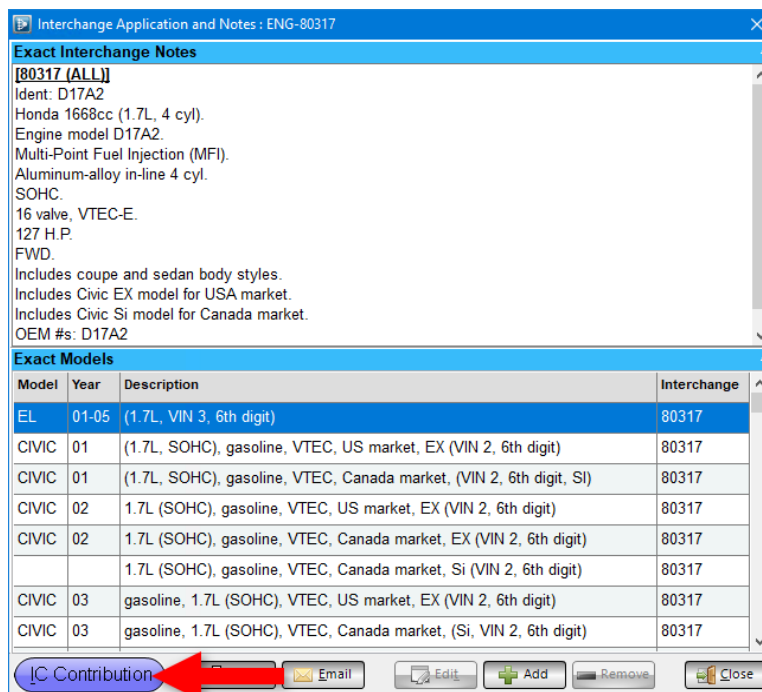 Interchange Application and Notes : ENG-80317
Exact Interchange Notes
[80317 (ALL)]
Ident: D17A2
Honda 1668cc (1.7L, 4 cyl).
Engine model D17A2.
Multi-Point Fuel Injection (MFI).
Aluminum-alloy in-line 4 cyl.
SOHC.
16 valve, VTEC-E.
127 H.P.
FWD.
Includes coupe and sedan body styles.
Includes Civic EX model for USA market.
Includes Civic Si model for Canada market.
OEM #s: D17A2
Exact Models
Model Year Description Interchange
EL 01-05 (1.7L, VIN 3, 6th digit) 80317
CIVIC 01 (1.7L, SOHC), gasoline, VTEC, US market, EX (VIN 2, 6th digit) 80317
CIVIC 01 (1.7L, SOHC), gasoline, VTEC, Canada market, (VIN 2, 6th digit, SI) 80317
CIVIC 02 1.7L (SOHC), gasoline, VTEC, US market, EX (VIN 2, 6th digit) 80317
CIVIC 02 1.7L (SOHC), gasoline, VTEC, Canada market, EX (VIN 2, 6th digit) 80317
1.7L (SOHC), gasoline, VTEC, Canada market, Si (VIN 2, 6th digit) 80317
CIVIC 03 gasoline, 1.7L (SOHC), VTEC, US market, EX (VIN 2, 6th digit) 80317
CIVIC 03 gasoline, 1.7L (SOHC), VTEC, Canada market, (Si, VIN 2, 6th digit) 80317
IC Contribution Email Edit Add Remove Close